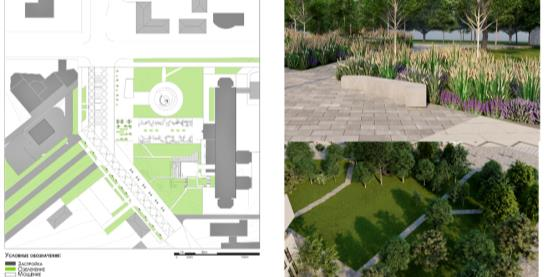 Условные обозначения:
Застройка
Озеленение
Мощение